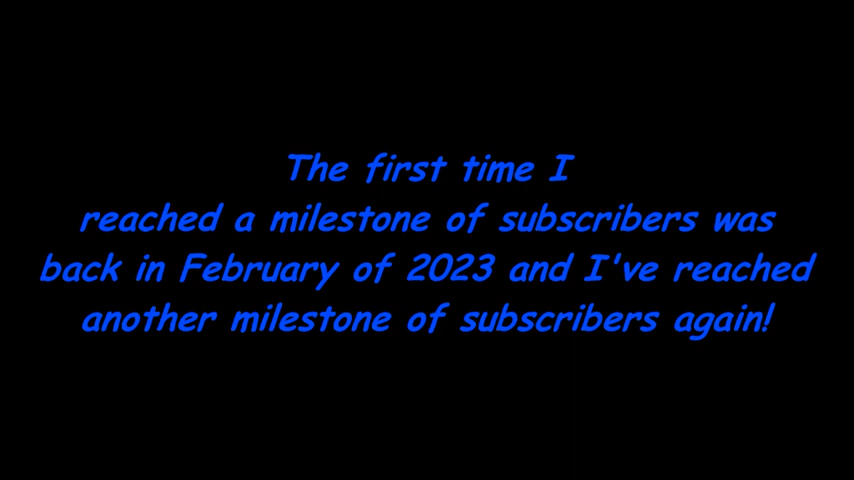 The first time I
reached a milestone of subscribers was
back in February of 2023 and I've reached
another milestone of subscribers again!